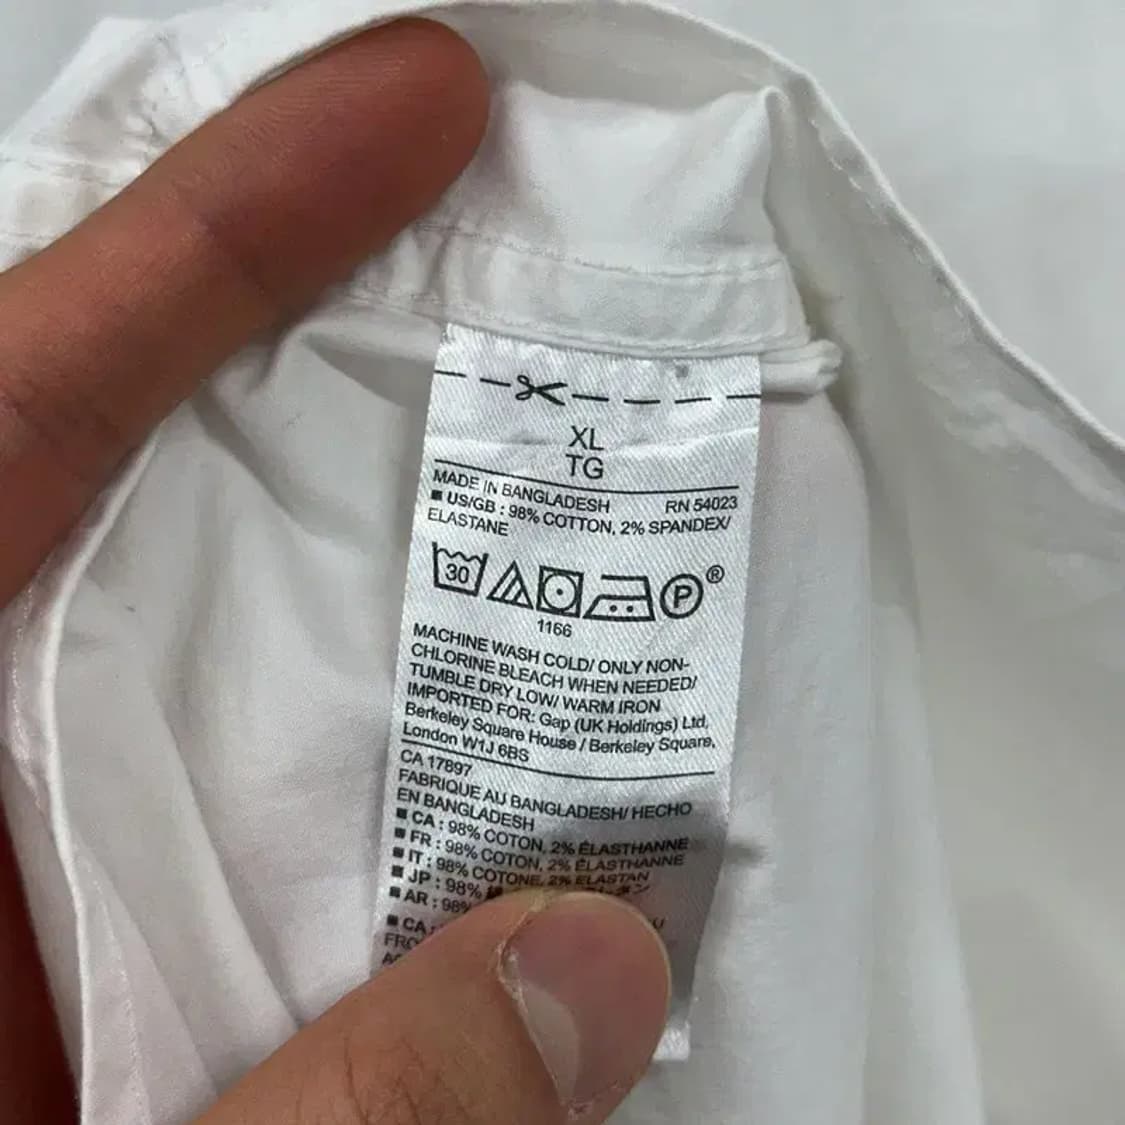 XL
TG
MADE IN BANGLADESH RN 54023
■ US/GB : 98% COTTON, 2% SPANDEX/
ELASTANE
30 P ®
1166
MACHINE WASH COLD/ ONLY NON-
CHLORINE BLEACH WHEN NEEDED/
TUMBLE DRY LOW/ WARM IRON
IMPORTED FOR: Gap (UK Holdings) Ltd,
Berkeley Square House / Berkeley Square,
London W1J 6BS
CA 17897
FABRIQUE AU BANGLADESH/ HECHO
EN BANGLADESH
■ CA : 98% COTON, 2% ÉLASTHANNE
■ FR : 98% COTON, 2% ÉLASTHANNE
■ IT : 98% COTONE, 2% ELASTAN
■ JP : 98%
■ AR : 98%
■ CA :